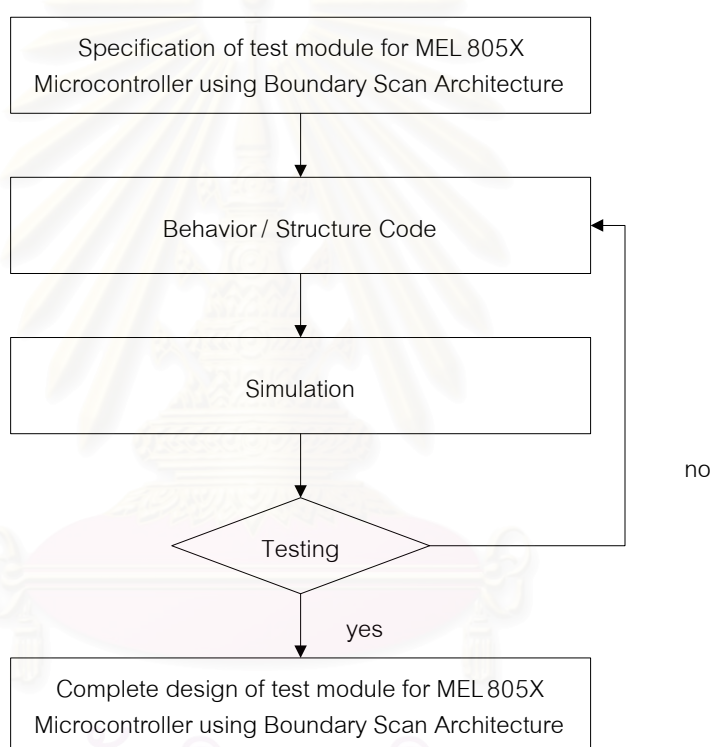 Specification of test module for MEL 805X
Microcontroller using Boundary Scan Architecture
Behavior / Structure Code
Simulation
no
Testing
yes
Complete design of test module for MEL 805X
Microcontroller using Boundary Scan Architecture